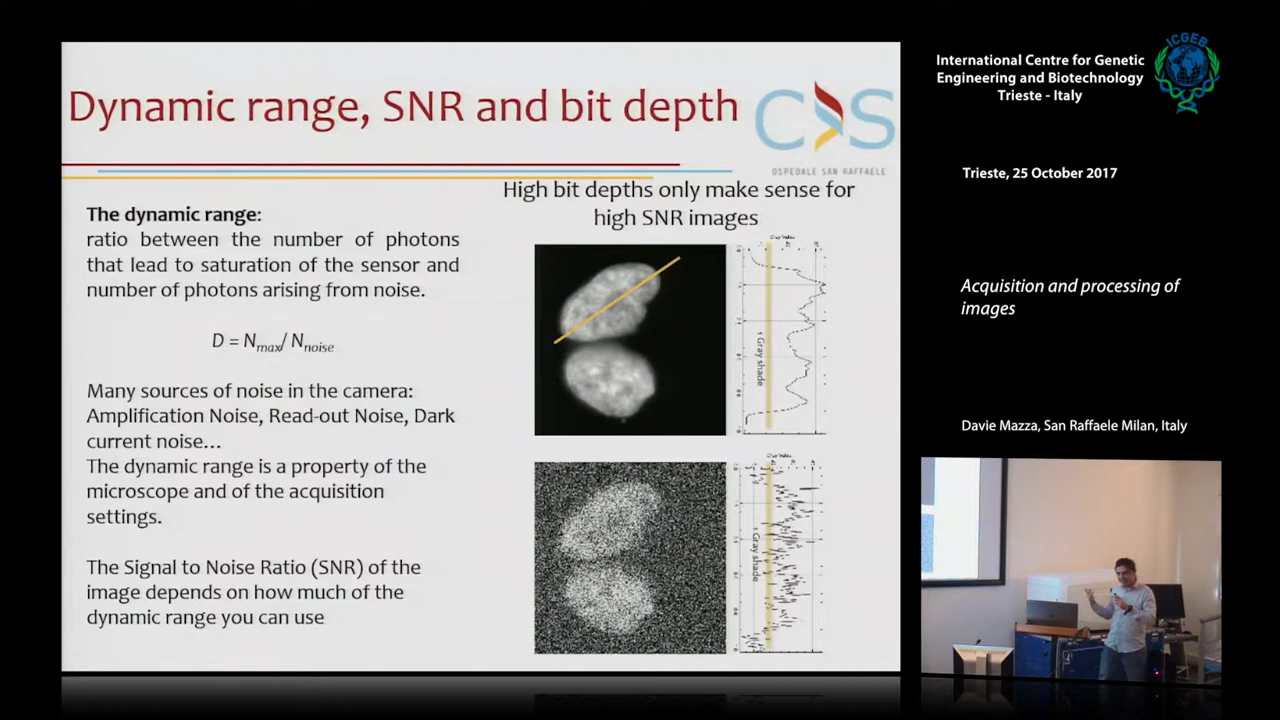 Dynamic range, SNR and bit depth
OSPEDALE SAN RAFFAELE
The dynamic range:
ratio between the number of photons
that lead to saturation of the sensor and
number of photons arising from noise.
D = Nmax/ Nnoise
Many sources of noise in the camera:
Amplification Noise, Read-out Noise, Dark
current noise…
The dynamic range is a property of the
microscope and of the acquisition
settings.
The Signal to Noise Ratio (SNR) of the
image depends on how much of the
dynamic range you can use
High bit depths only make sense for
high SNR images
1 Gray shade
1 Gray shade
International Centre for Genetic
Engineering and Biotechnology
Trieste - Italy
ICGEB
Trieste, 25 October 2017
Acquisition and processing of
images
Davie Mazza, San Raffaele Milan, Italy